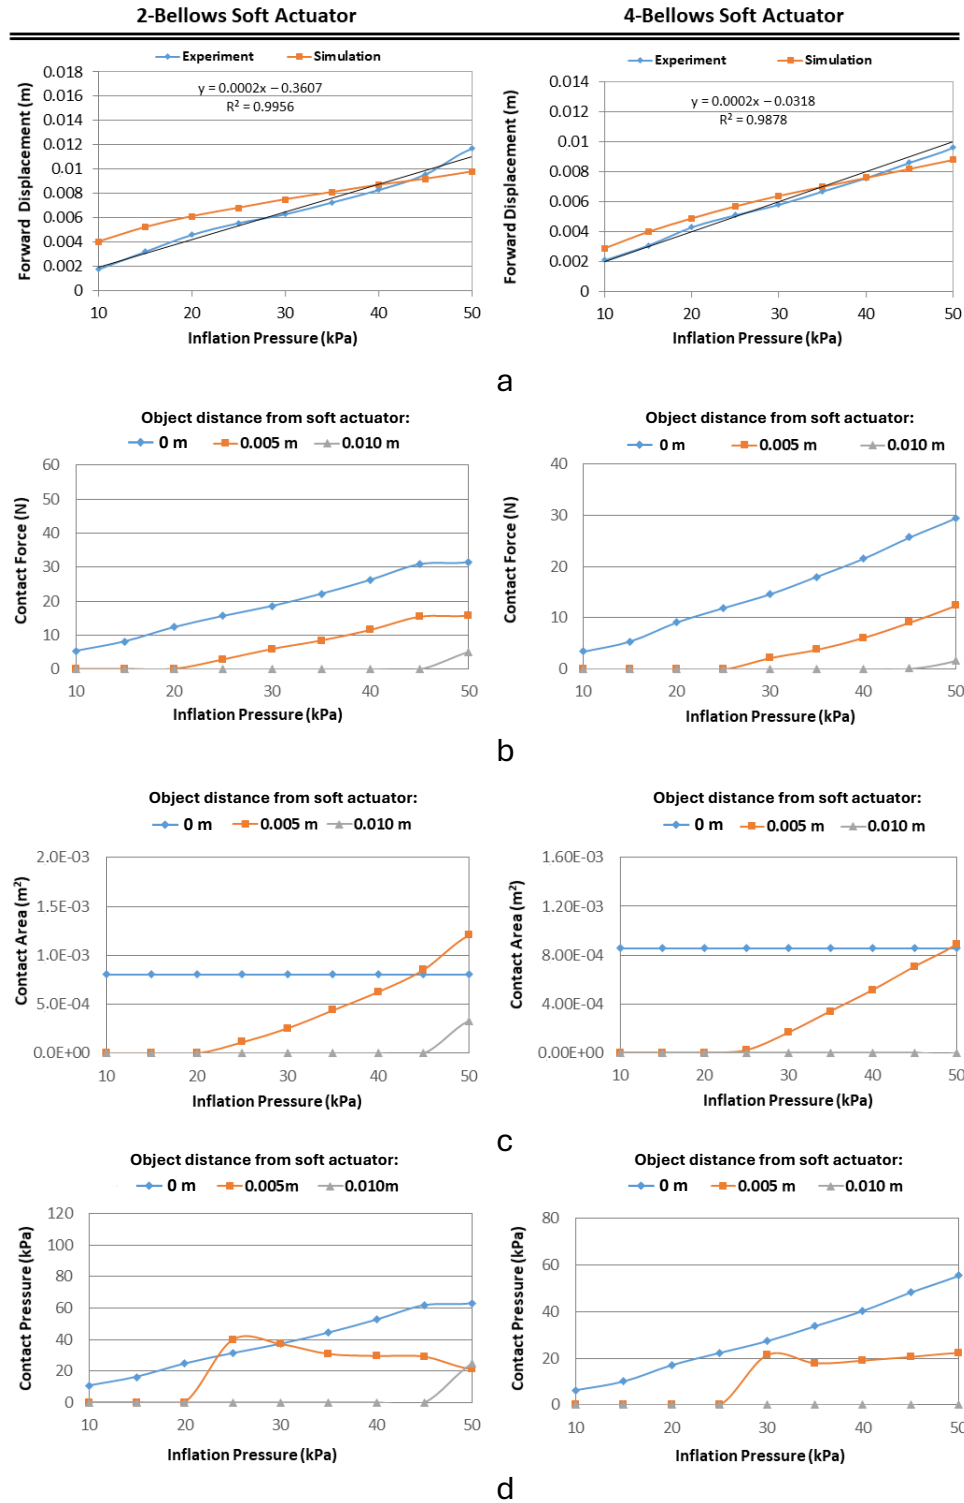 2-Bellows Soft Actuator
4-Bellows Soft Actuator
Experiment Simulation
y = 0.0002x – 0.3607
R² = 0.9956
Forward Displacement (m)
0.018
0.016
0.014
0.012
0.01
0.008
0.006
0.004
0.002
0
10 20 30 40 50
Inflation Pressure (kPa)
Experiment Simulation
y = 0.0002x – 0.0318
R² = 0.9878
Forward Displacement (m)
0.014
0.012
0.01
0.008
0.006
0.004
0.002
0
10 20 30 40 50
Inflation Pressure (kPa)
a
Object distance from soft actuator:
0 m 0.005 m 0.010 m
Contact Force (N)
60
50
40
30
20
10
0
10 20 30 40 50
Inflation Pressure (kPa)
Object distance from soft actuator:
0 m 0.005 m 0.010 m
Contact Force (N)
40
30
20
10
0
10 20 30 40 50
Inflation Pressure (kPa)
b
Object distance from soft actuator:
0 m 0.005 m 0.010 m
Contact Area (m²)
2.0E-03
1.5E-03
1.0E-03
5.0E-04
0.0E+00
10 20 30 40 50
Inflation Pressure (kPa)
Object distance from soft actuator:
0 m 0.005 m 0.010 m
Contact Area (m²)
1.60E-03
1.20E-03
8.00E-04
4.00E-04
0.00E+00
10 20 30 40 50
Inflation Pressure (kPa)
c
Object distance from soft actuator:
0 m 0.005m 0.010m
Contact Pressure (kPa)
120
100
80
60
40
20
0
10 20 30 40 50
Inflation Pressure (kPa)
Object distance from soft actuator:
0 m 0.005 m 0.010 m
Contact Pressure (kPa)
80
60
40
20
0
10 20 30 40 50
Inflation Pressure (kPa)
d